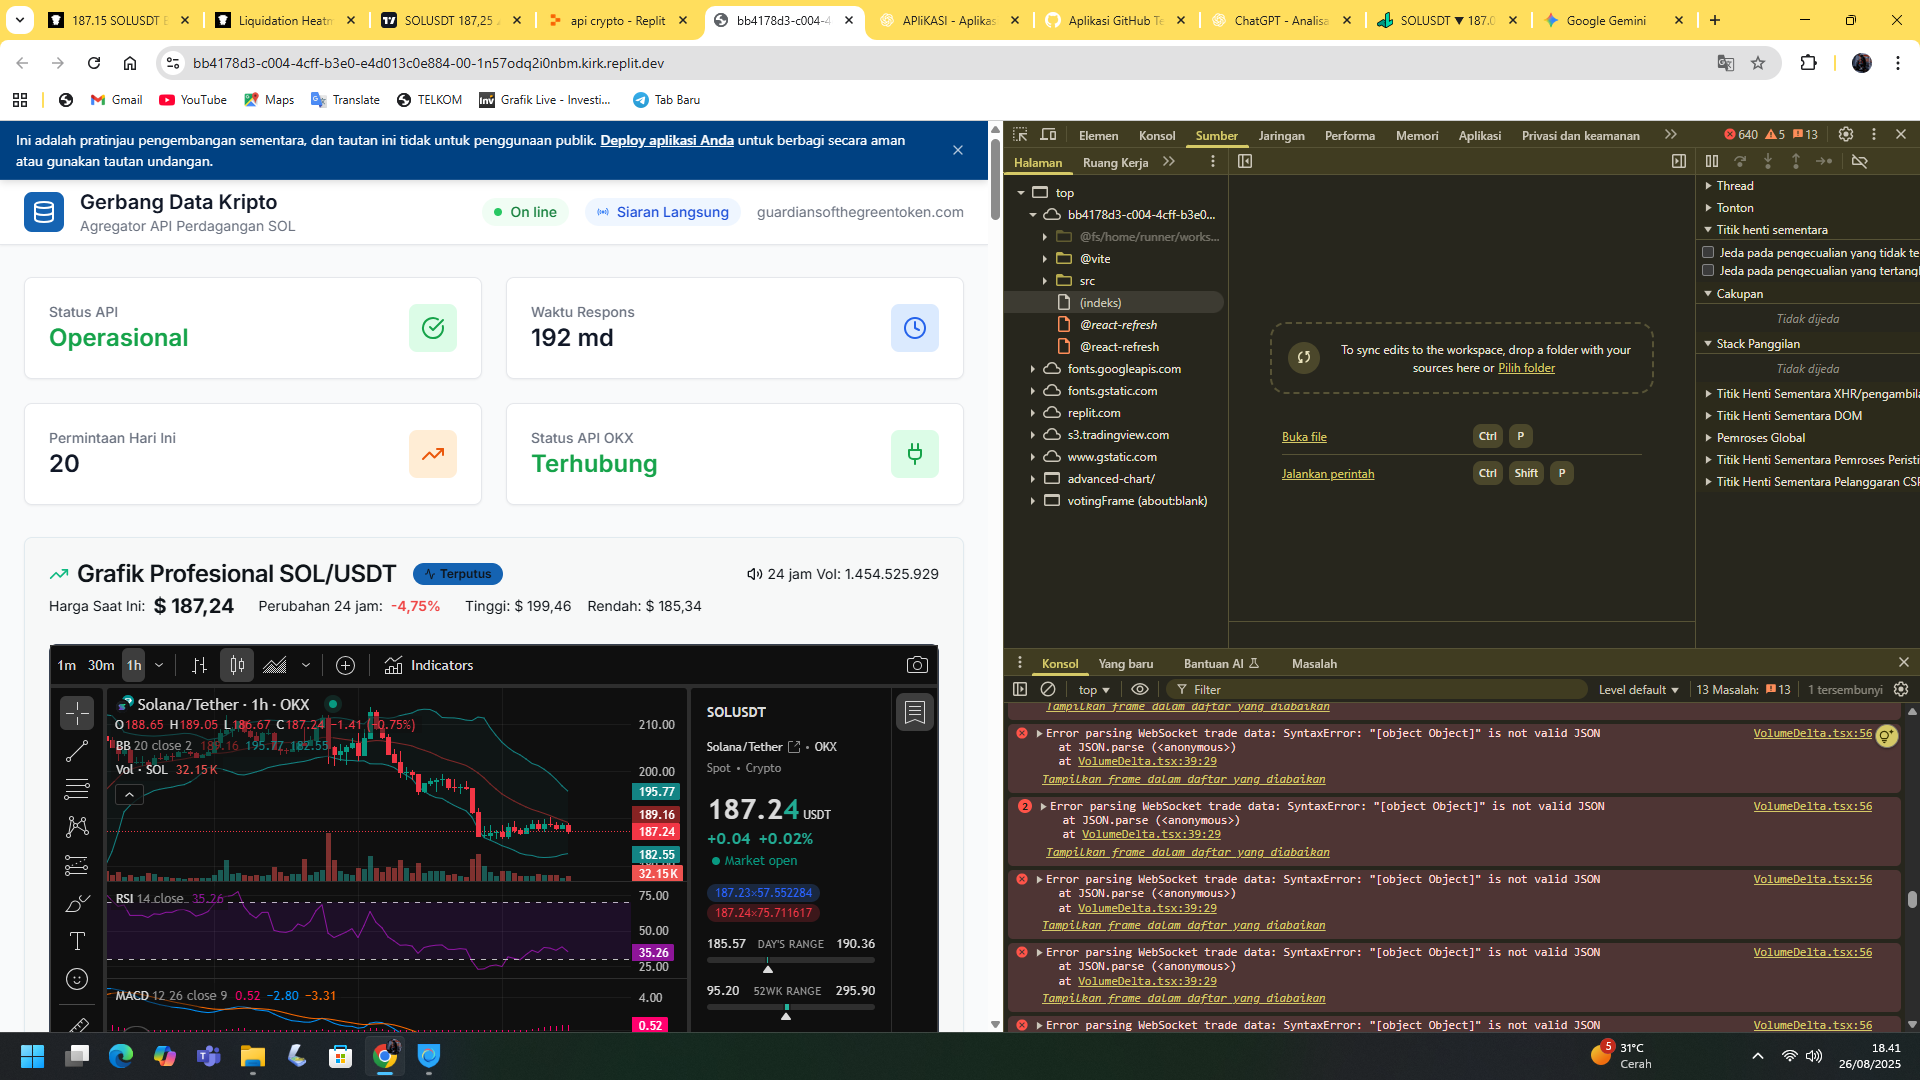 187.15 SOLUSDT
Liquidation Heatm
SOLUSDT 187,25
api crypto - Replit
bb4178d3-c004-4
APIiKASI - Aplikas
Aplikasi GitHub Te
ChatGPT - Analisa
SOLUSDT ▼ 187.0
Google Gemini
bb4178d3-c004-4cff-b3e0-e4d013c0e884-00-1n57odq2i0nbm.kirk.replit.dev
Gmail
YouTube
Maps
Translate
TELKOM
Grafik Live - Investi...
Tab Baru
Ini adalah pratinjau pengembangan sementara, dan tautan ini tidak untuk penggunaan publik. Deploy aplikasi Anda untuk berbagi secara aman
atau gunakan tautan undangan.
Gerbang Data Kripto
Agregator API Perdagangan SOL
On line
Siaran Langsung
guardiansofthegreentoken.com
Status API
Operasional
Waktu Respons
192 md
Permintaan Hari Ini
20
Status API OKX
Terhubung
Grafik Profesional SOL/USDT
Terputus
24 jam Vol: 1.454.525.929
Harga Saat Ini: $ 187,24 Perubahan 24 jam: -4,75% Tinggi: $ 199,46 Rendah: $ 185,34
1m 30m 1h
Indicators
Solana/Tether · 1h · OKX
O188.65 H189.05 L186.67 C187.24 −1.41 (−0.75%)
BB 20 close 2 189.16 195.77 182.55
Vol · SOL 32.15K
210.00
200.00
195.77
189.16
187.24
182.55
32.15K
RSI 14 close 35.26
75.00
50.00
35.26
25.00
MACD 12 26 close 9 0.52 −2.80 −3.31
4.00
0.52
SOLUSDT
Solana/Tether • OKX
Spot • Crypto
187.24 USDT
+0.04 +0.02%
Market open
187.23×57.552284
187.24×75.711617
185.57 DAY'S RANGE 190.36
95.20 52WK RANGE 295.90
Elemen
Konsol
Sumber
Jaringan
Performa
Memori
Aplikasi
Privasi dan keamanan
640
5
13
Halaman
Ruang Kerja
top
bb4178d3-c004-4cff-b3e0...
@fs/home/runner/works...
@vite
src
(indeks)
@react-refresh
@react-refresh
fonts.googleapis.com
fonts.gstatic.com
replit.com
s3.tradingview.com
www.gstatic.com
advanced-chart/
votingFrame (about:blank)
To sync edits to the workspace, drop a folder with your
sources here or Pilih folder
Buka file
Ctrl P
Jalankan perintah
Ctrl Shift P
Thread
Tonton
Titik henti sementara
Jeda pada pengecualian yang tidak te
Jeda pada pengecualian yang tertangl
Cakupan
Tidak dijeda
Stack Panggilan
Tidak dijeda
Titik Henti Sementara XHR/pengambila
Titik Henti Sementara DOM
Pemroses Global
Titik Henti Sementara Pemroses Peristi
Titik Henti Sementara Pelanggaran CSP
Konsol
Yang baru
Bantuan AI
Masalah
top
Filter
Level default
13 Masalah: 13
1 tersembunyi
Tampilkan frame dalam daftar yang diabaikan
Error parsing WebSocket trade data: SyntaxError: "[object Object]" is not valid JSON VolumeDelta.tsx:56
at JSON.parse (<anonymous>)
at VolumeDelta.tsx:39:29
Tampilkan frame dalam daftar yang diabaikan
2 Error parsing WebSocket trade data: SyntaxError: "[object Object]" is not valid JSON VolumeDelta.tsx:56
at JSON.parse (<anonymous>)
at VolumeDelta.tsx:39:29
Tampilkan frame dalam daftar yang diabaikan
Error parsing WebSocket trade data: SyntaxError: "[object Object]" is not valid JSON VolumeDelta.tsx:56
at JSON.parse (<anonymous>)
at VolumeDelta.tsx:39:29
Tampilkan frame dalam daftar yang diabaikan
Error parsing WebSocket trade data: SyntaxError: "[object Object]" is not valid JSON VolumeDelta.tsx:56
at JSON.parse (<anonymous>)
at VolumeDelta.tsx:39:29
Tampilkan frame dalam daftar yang diabaikan
Error parsing WebSocket trade data: SyntaxError: "[object Object]" is not valid JSON VolumeDelta.tsx:56
5
31°C
Cerah
18.41
26/08/2025